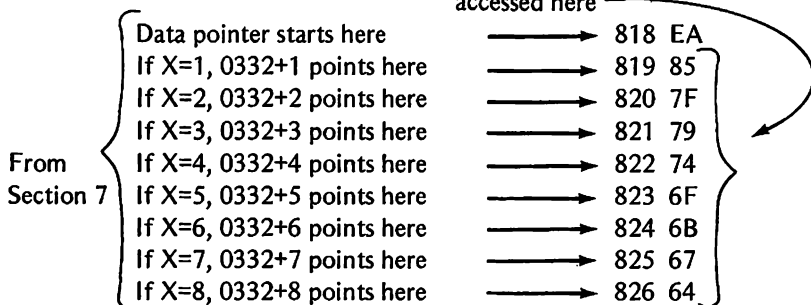 accessed here
Data pointer starts here 818 EA
If X=1, 0332+1 points here 819 85
If X=2, 0332+2 points here 820 7F
If X=3, 0332+3 points here 821 79
From If X=4, 0332+4 points here 822 74
Section 7 If X=5, 0332+5 points here 823 6F
If X=6, 0332+6 points here 824 6B
If X=7, 0332+7 points here 825 67
If X=8, 0332+8 points here 826 64